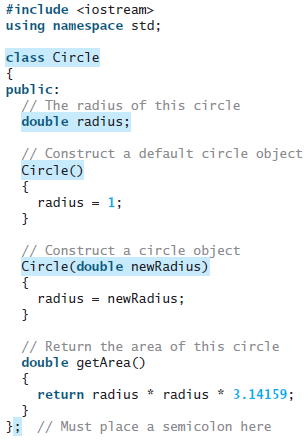 #include <iostream>
using namespace std;

class Circle
{
public:
  // The radius of this circle
  double radius;

  // Construct a default circle object
  Circle()
  {
    radius = 1;
  }

  // Construct a circle object
  Circle(double newRadius)
  {
    radius = newRadius;
  }

  // Return the area of this circle
  double getArea()
  {
    return radius * radius * 3.14159;
  }
}; // Must place a semicolon here